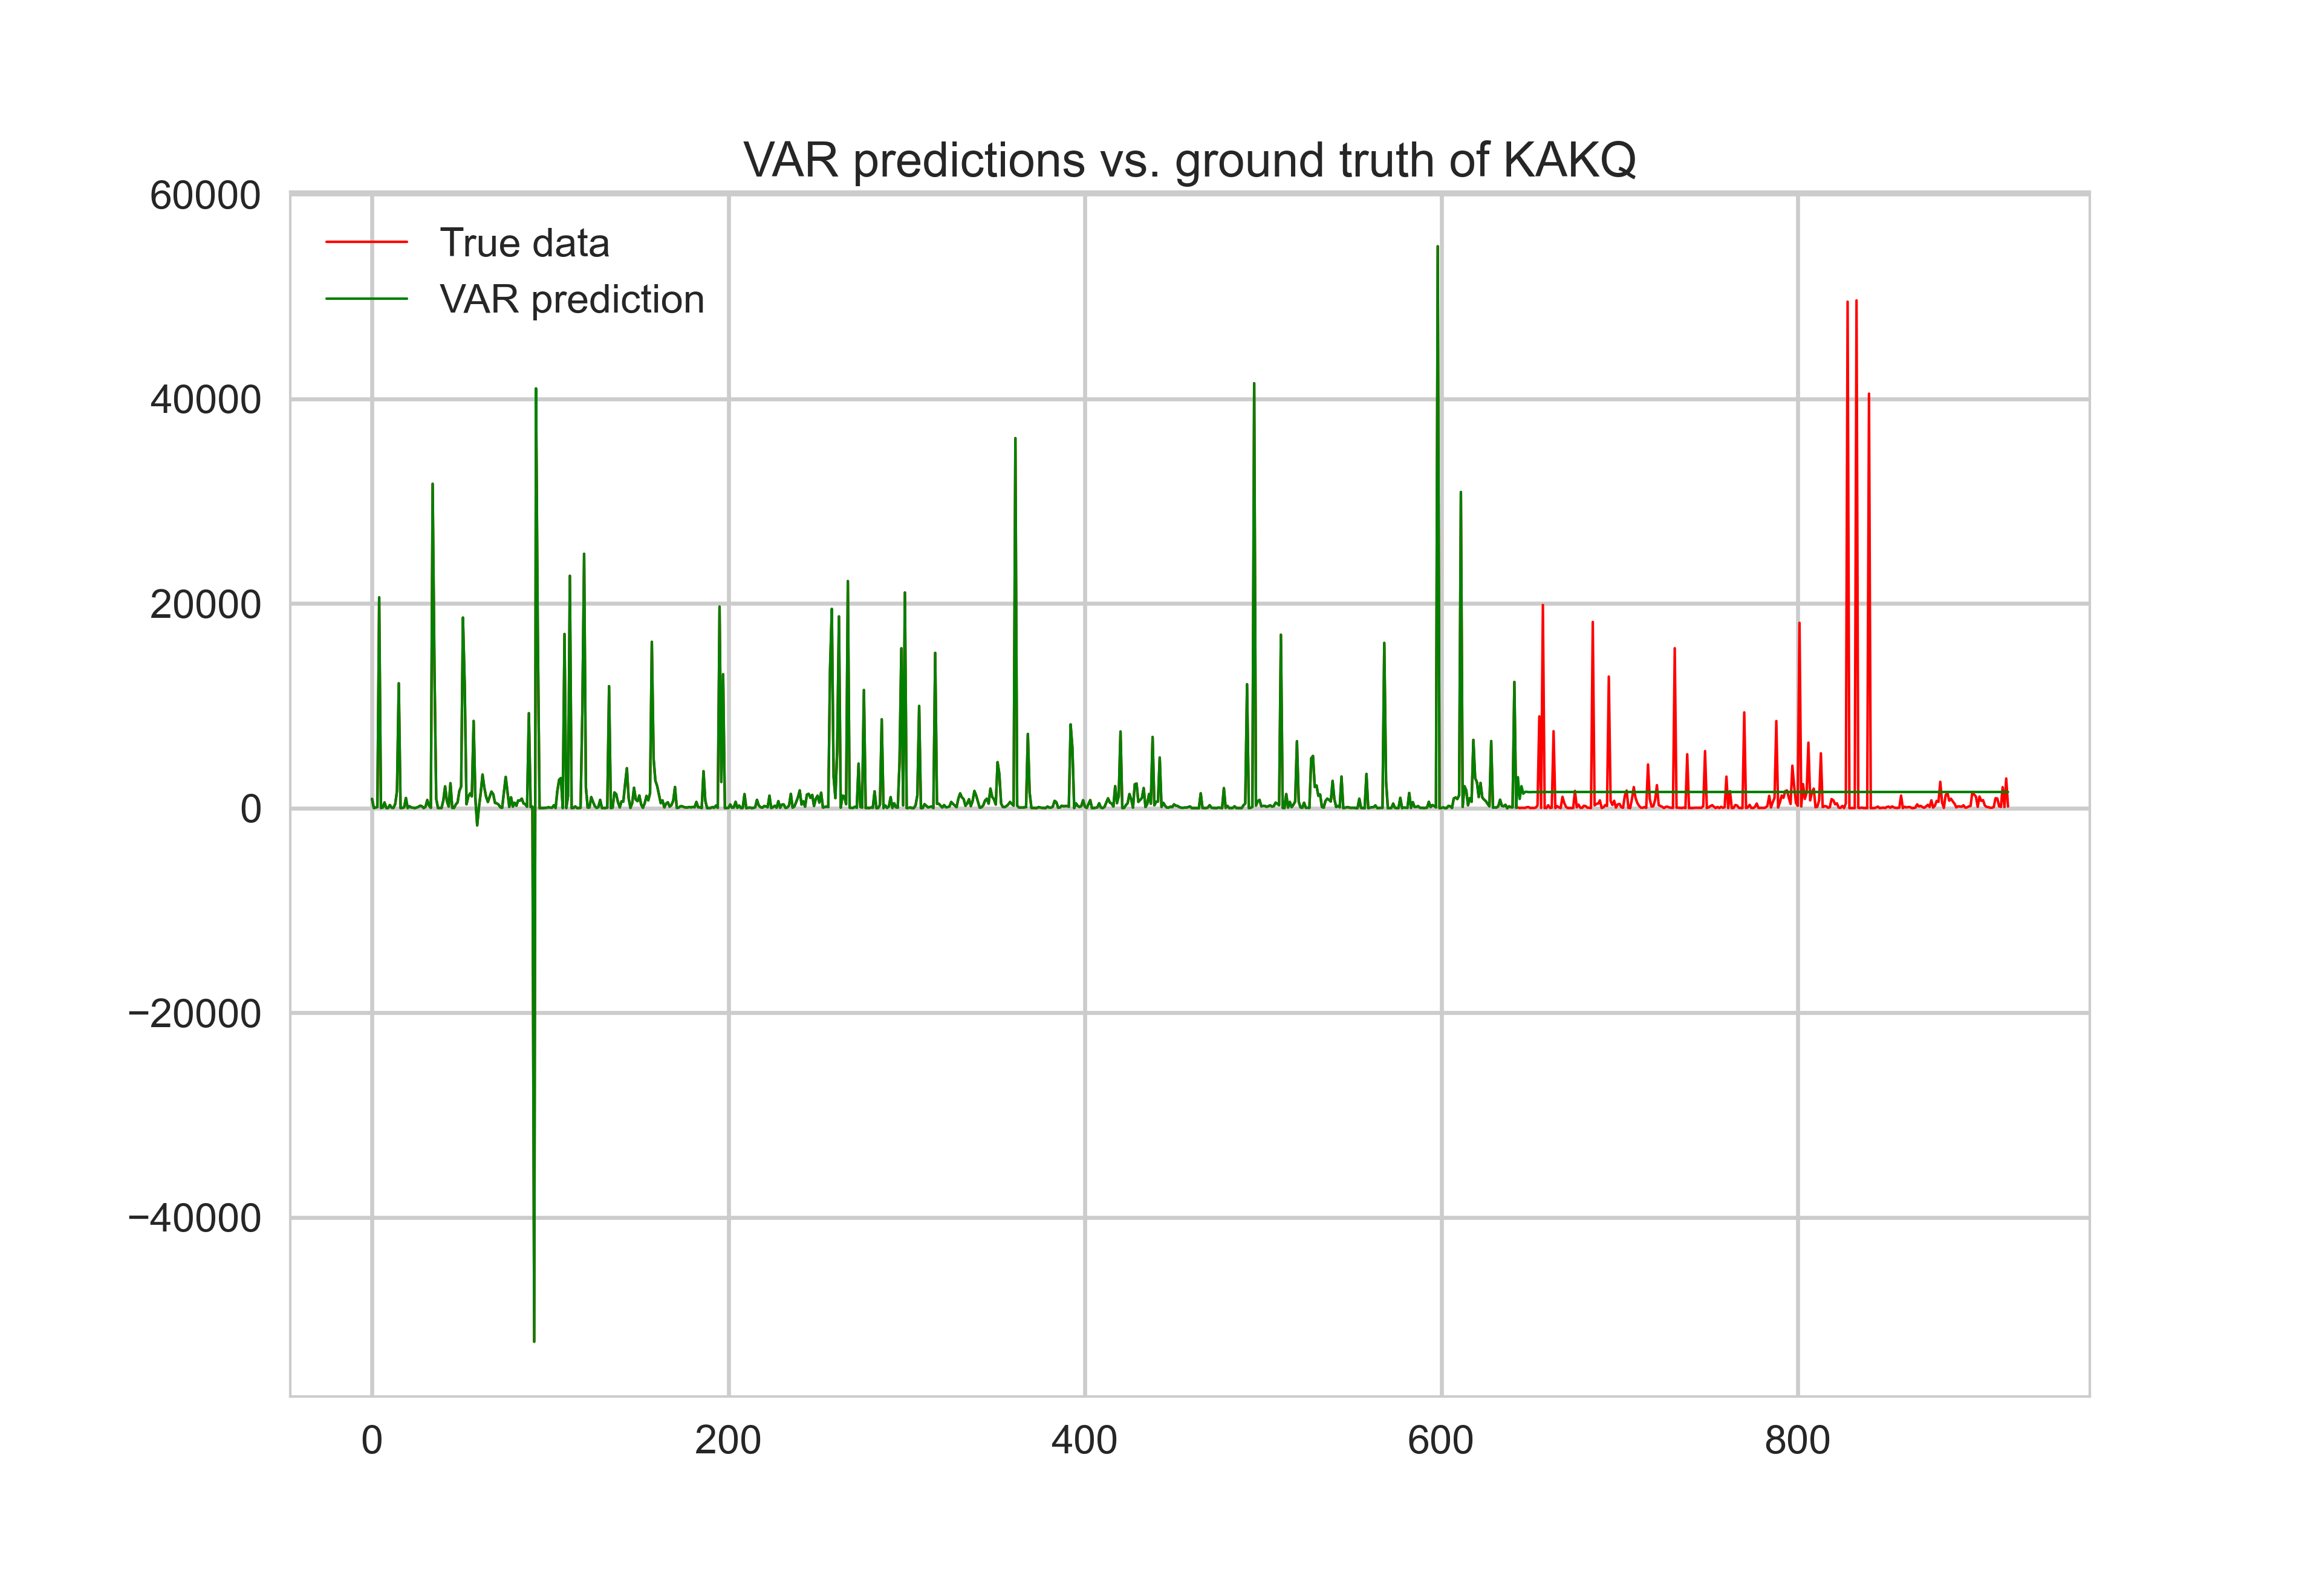 VAR predictions vs. ground truth of KAKQ
60000
True data
VAR prediction
40000
20000
0
−20000
−40000
0 200 400 600 800